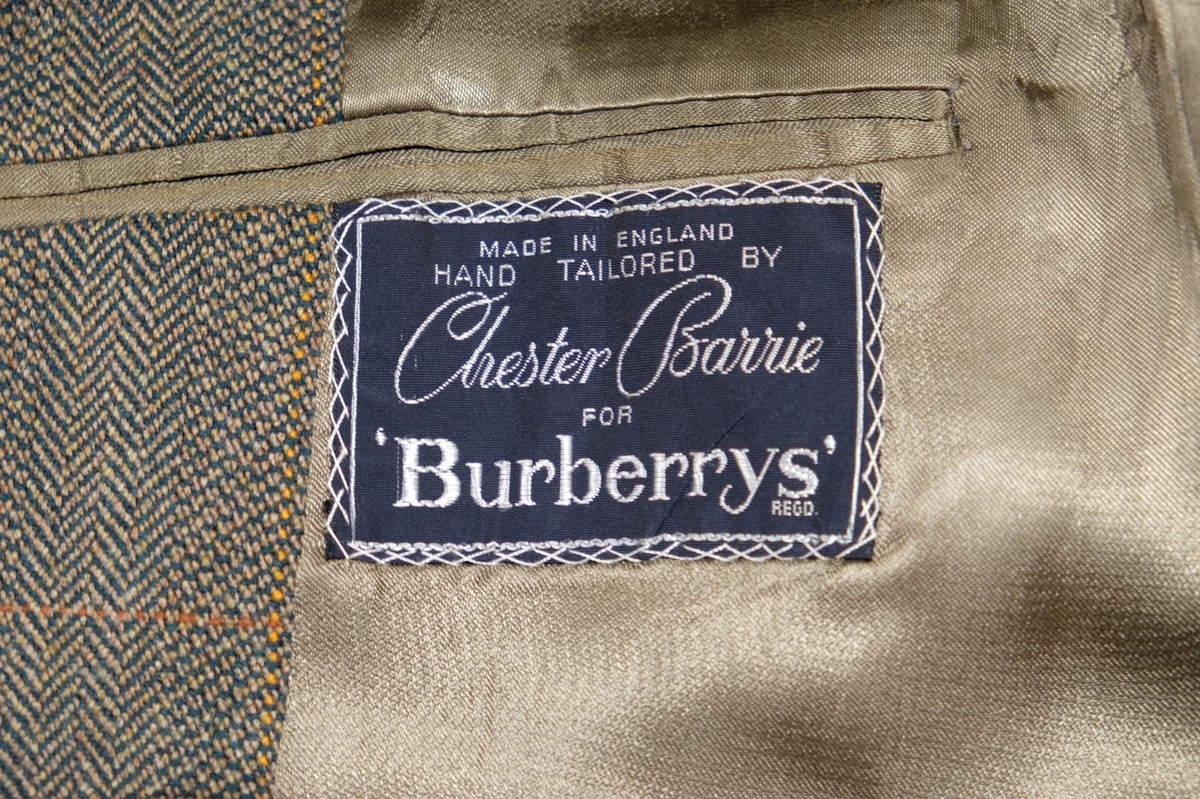 MADE IN ENGLAND
HAND TAILORED BY
Chester Barrie
FOR
'Burberrys'
REGD.